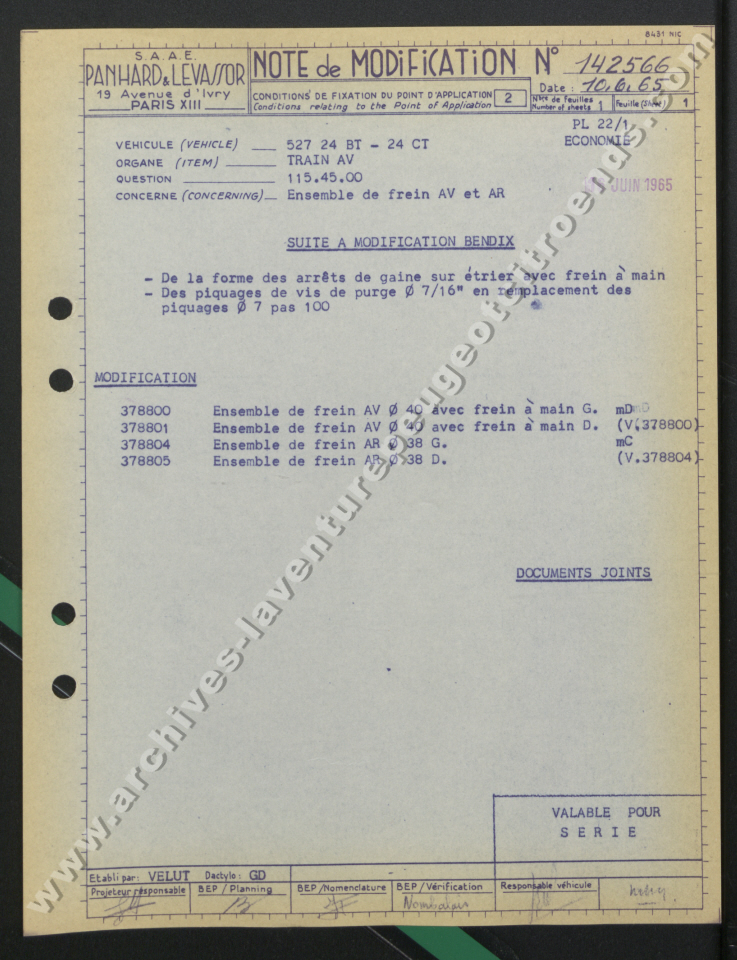 8431 NIC
S.A.A.E.
PANHARD & LEVASSOR
19 Avenue d'Ivry
PARIS XIII
NOTE de MODIFICATION N° 142566
Date : 10.6.65
CONDITIONS DE FIXATION DU POINT D'APPLICATION
Conditions relating to the Point of Application
2
Nbre de feuilles
Number of sheets 1
Feuille (Sheet) 1
PL 22/1
VEHICULE (VEHICLE) 527 24 BT - 24 CT
ECONOMIE
ORGANE (ITEM) TRAIN AV
QUESTION 115.45.00
JUIN 1965
CONCERNE (CONCERNING) Ensemble de frein AV et AR
SUITE A MODIFICATION BENDIX
- De la forme des arrêts de gaine sur étrier avec frein à main
- Des piquages de vis de purge Ø 7/16" en remplacement des
piquages Ø 7 pas 100
MODIFICATION
378800 Ensemble de frein AV Ø 40 avec frein à main G. mD
378801 Ensemble de frein AV Ø 40 avec frein à main D. (V.378800)
378804 Ensemble de frein AR Ø 38 G. mC
378805 Ensemble de frein AR Ø 38 D. (V.378804)
DOCUMENTS JOINTS
VALABLE POUR
SERIE
Etabli par: VELUT Dactylo: GD
Projeteur responsable
BEP / Planning
BEP / Nomenclature
BEP / Vérification
Responsable véhicule
www.archives-laventure-peugeotcitroends.com